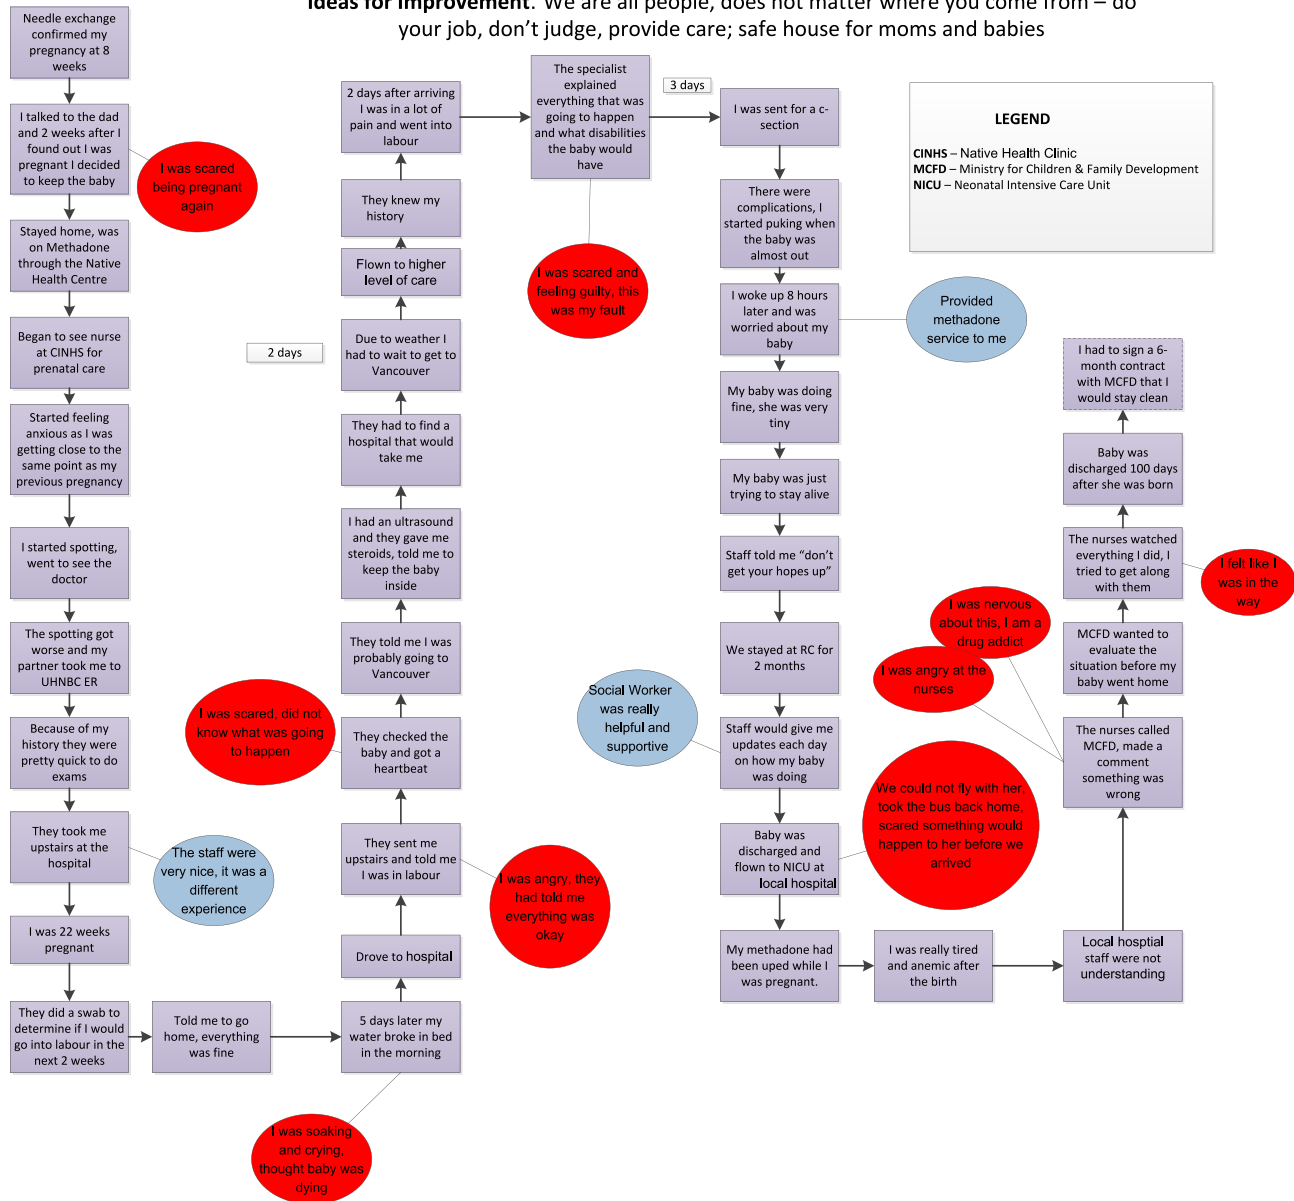 Ideas for Improvement: We are all people, does not matter where you come from – do
your job, don’t judge, provide care; safe house for moms and babies
Needle exchange
confirmed my
pregnancy at 8
weeks
I talked to the dad
and 2 weeks after I
found out I was
pregnant I decided
to keep the baby
I was scared
being pregnant
again
Stayed home, was
on Methadone
through the Native
Health Centre
Began to see nurse
at CINHS for
prenatal care
Started feeling
anxious as I was
getting close to the
same point as my
previous pregnancy
I started spotting,
went to see the
doctor
The spotting got
worse and my
partner took me to
UHNBC ER
Because of my
history they were
pretty quick to do
exams
They took me
upstairs at the
hospital
The staff were
very nice, it was a
different
experience
I was 22 weeks
pregnant
They did a swab to
determine if I would
go into labour in the
next 2 weeks
Told me to go
home, everything
was fine
5 days later my
water broke in bed
in the morning
I was soaking
and crying,
thought baby was
dying
Drove to hospital
They sent me
upstairs and told me
I was in labour
I was angry, they
had told me
everything was
okay
They checked the
baby and got a
heartbeat
I was scared, did not
know what was going
to happen
They told me I was
probably going to
Vancouver
I had an ultrasound
and they gave me
steroids, told me to
keep the baby
inside
They had to find a
hospital that would
take me
Due to weather I
had to wait to get to
Vancouver
2 days
Flown to higher
level of care
They knew my
history
2 days after arriving
I was in a lot of
pain and went into
labour
The specialist
explained
everything that was
going to happen
and what disabilities
the baby would
have
I was scared and
feeling guilty, this
was my fault
3 days
I was sent for a c-
section
There were
complications, I
started puking when
the baby was
almost out
I woke up 8 hours
later and was
worried about my
baby
Provided
methadone
service to me
My baby was doing
fine, she was very
tiny
My baby was just
trying to stay alive
Staff told me “don’t
get your hopes up”
We stayed at RC for
2 months
Staff would give me
updates each day
on how my baby
was doing
Social Worker
was really
helpful and
supportive
Baby was
discharged and
flown to NICU at
local hospital
We could not fly with her,
took the bus back home,
scared something would
happen to her before we
arrived
My methadone had
been uped while I
was pregnant.
I was really tired
and anemic after
the birth
Local hosptial
staff were not
understanding
The nurses called
MCFD, made a
comment
something was
wrong
I was nervous
about this, I am a
drug addict
I was angry at the
nurses
MCFD wanted to
evaluate the
situation before my
baby went home
The nurses watched
everything I did, I
tried to get along
with them
I felt like I
was in the
way
Baby was
discharged 100 days
after she was born
I had to sign a 6-
month contract
with MCFD that I
would stay clean
LEGEND
CINHS – Native Health Clinic
MCFD – Ministry for Children & Family Development
NICU – Neonatal Intensive Care Unit